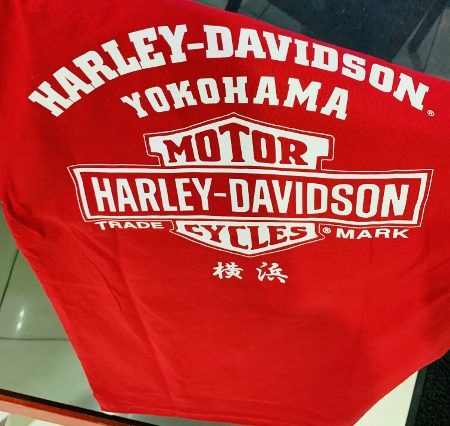 HARLEY-DAVIDSON®
YOKOHAMA
MOTOR
HARLEY-DAVIDSON
TRADE CYCLES ® MARK
横浜